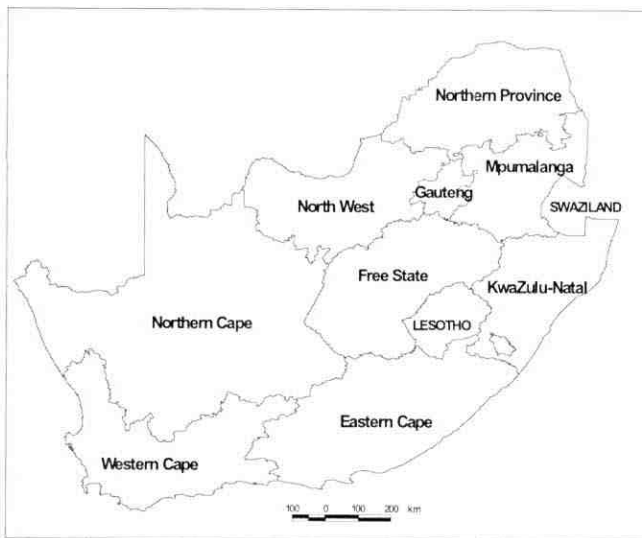 Northern Province
Mpumalanga
Gauteng
North West
SWAZILAND
Free State
KwaZulu-Natal
Northern Cape
LESOTHO
Eastern Cape
Western Cape
100 0 100 200 km